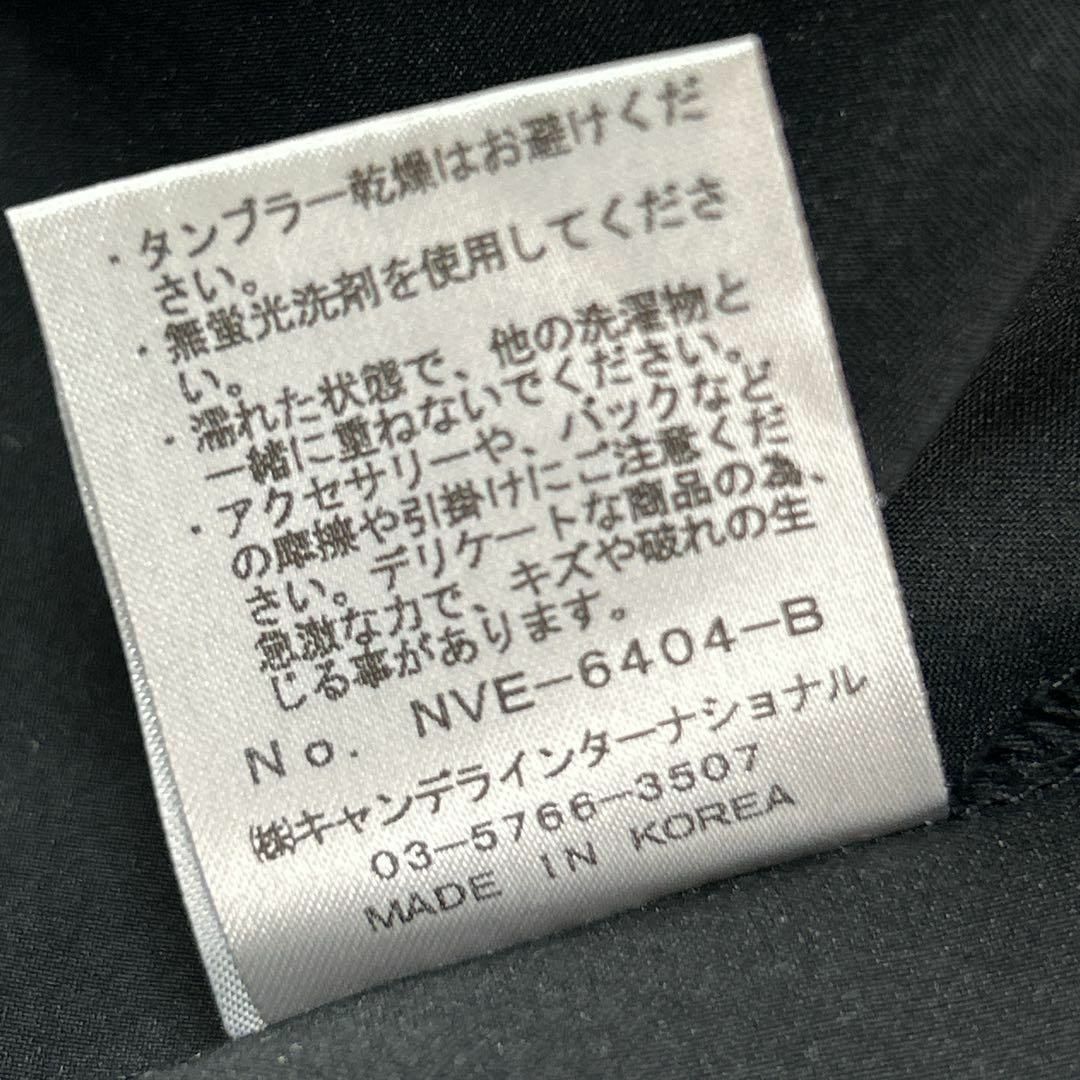 ・タンブラー乾燥はお避けくだ
さい。
・無蛍光洗剤を使用してくださ
い。
・濡れた状態で、他の洗濯物と
一緒に重ねないでください。
・アクセサリーや、バックなど
の摩擦や引掛けにご注意くだ
さい。デリケートな商品の為、
急激な力で、キズや破れの生
じる事があります。
No. NVE-6404-B
㈱キャンデラインターナショナル
03-5766-3507
MADE IN KOREA